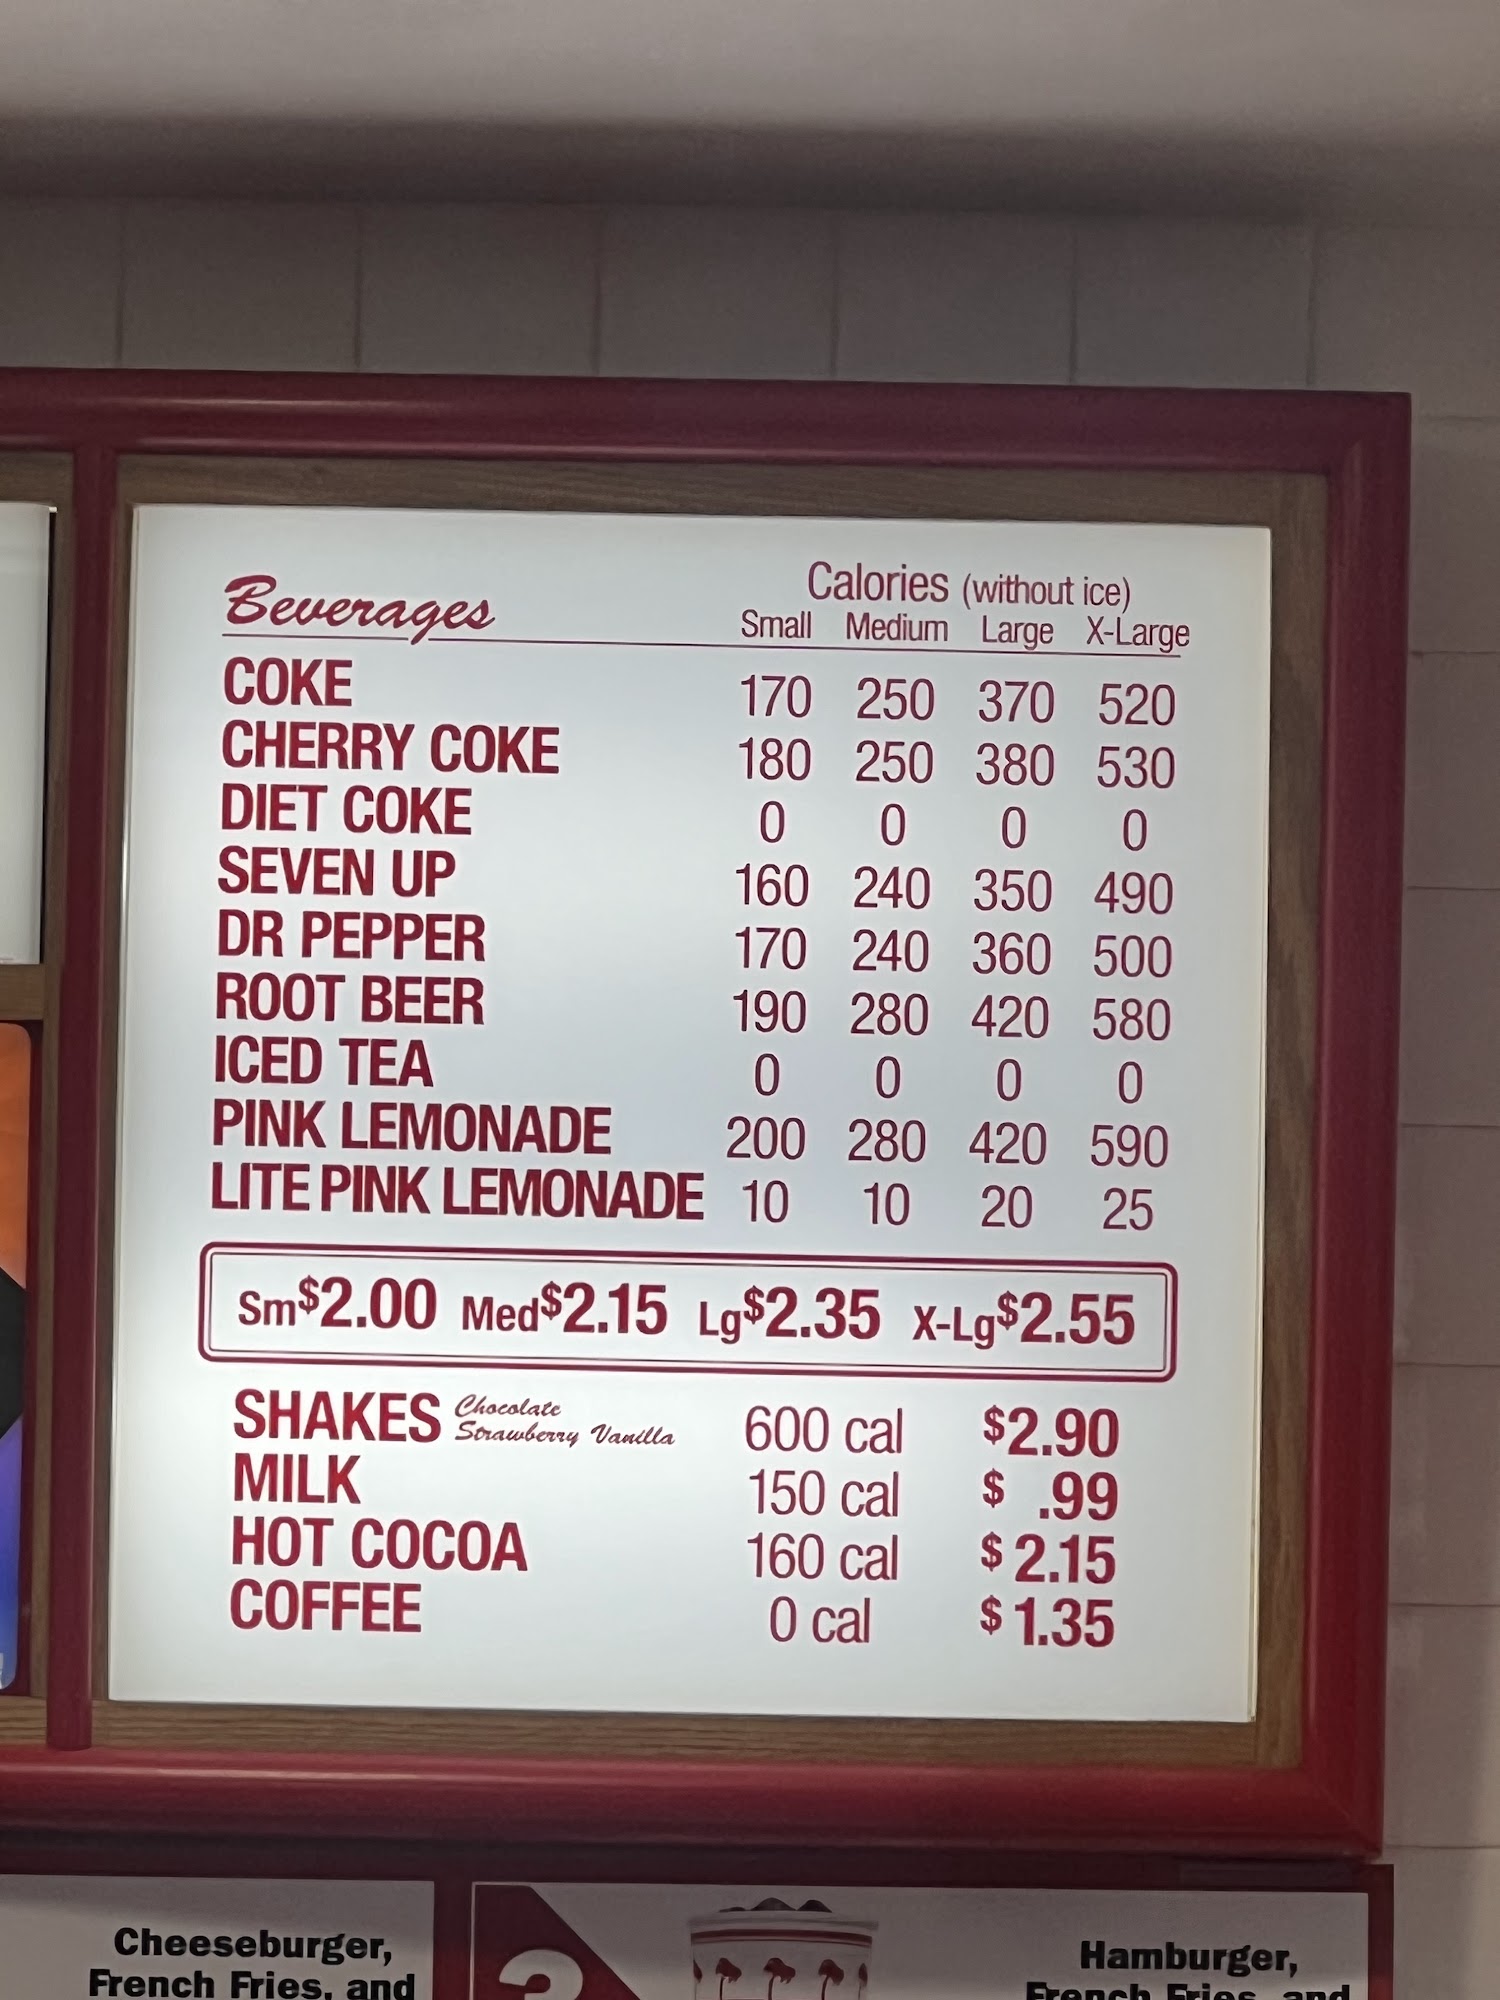 Beverages
Calories (without ice)
Small Medium Large X-Large
COKE 170 250 370 520
CHERRY COKE 180 250 380 530
DIET COKE 0 0 0 0
SEVEN UP 160 240 350 490
DR PEPPER 170 240 360 500
ROOT BEER 190 280 420 580
ICED TEA 0 0 0 0
PINK LEMONADE 200 280 420 590
LITE PINK LEMONADE 10 10 20 25
Sm $2.00 Med $2.15 Lg $2.35 X-Lg $2.55
SHAKES Chocolate Strawberry Vanilla 600 cal $2.90
MILK 150 cal $ .99
HOT COCOA 160 cal $ 2.15
COFFEE 0 cal $ 1.35
Cheeseburger,
French Fries, and
Hamburger,
French Fries, and